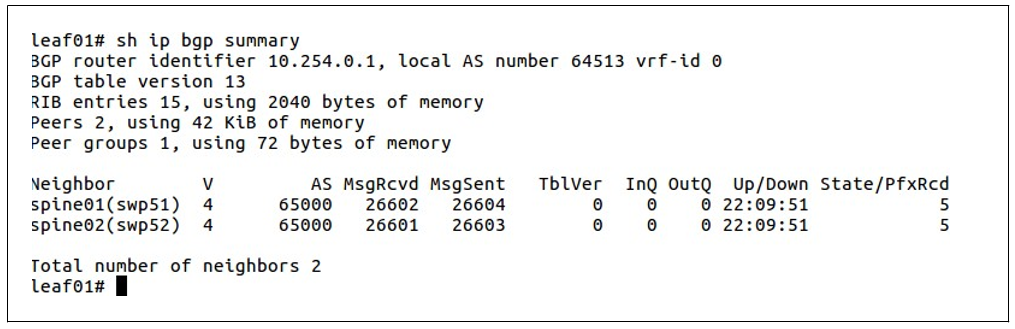 leaf01# sh ip bgp summary
BGP router identifier 10.254.0.1, local AS number 64513 vrf-id 0
BGP table version 13
RIB entries 15, using 2040 bytes of memory
Peers 2, using 42 KiB of memory
Peer groups 1, using 72 bytes of memory
Neighbor V AS MsgRcvd MsgSent TblVer InQ OutQ Up/Down State/PfxRcd
spine01(swp51) 4 65000 26602 26604 0 0 0 22:09:51 5
spine02(swp52) 4 65000 26601 26603 0 0 0 22:09:51 5
Total number of neighbors 2
leaf01#